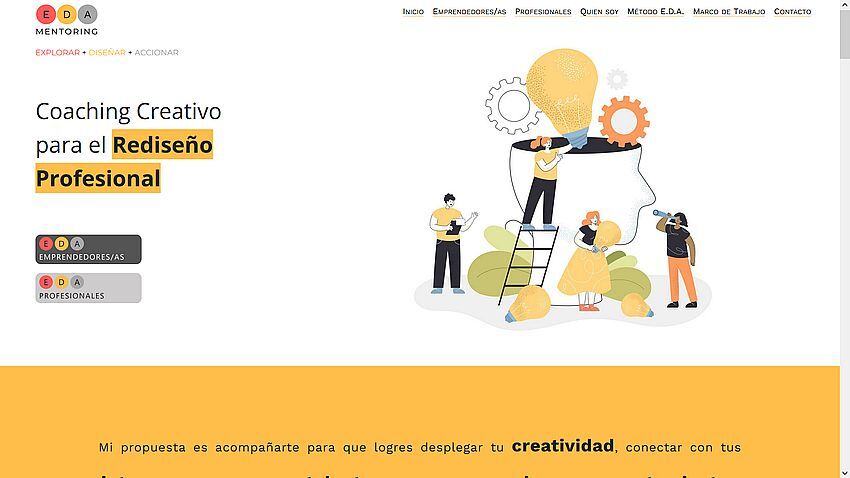 E D A
MENTORING
EXPLORAR + DISEÑAR + ACCIONAR
Inicio Emprendedores/as Profesionales Quien soy Método E.D.A. Marco de Trabajo Contacto
Coaching Creativo
para el Rediseño
Profesional
E D A
EMPRENDEDORES/AS
E D A
PROFESIONALES
Mi propuesta es acompañarte para que logres desplegar tu creatividad, conectar con tus